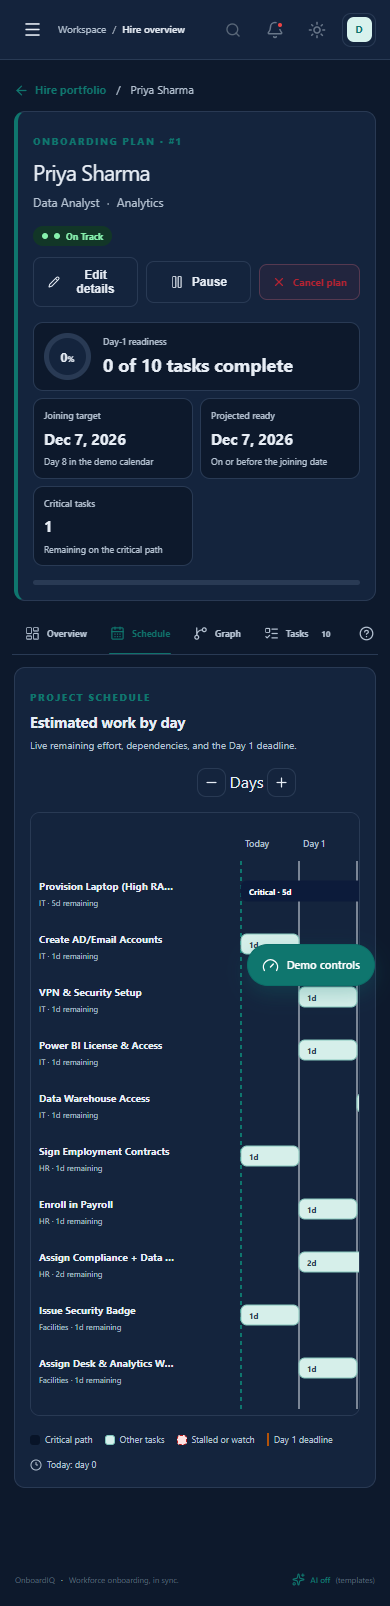 Workspace / Hire overview
D
Hire portfolio / Priya Sharma
ONBOARDING PLAN · #1
Priya Sharma
Data Analyst · Analytics
On Track
Edit details
Pause
Cancel plan
0%
Day-1 readiness
0 of 10 tasks complete
Joining target
Dec 7, 2026
Day 8 in the demo calendar
Projected ready
Dec 7, 2026
On or before the joining date
Critical tasks
1
Remaining on the critical path
Overview
Schedule
Graph
Tasks 10
PROJECT SCHEDULE
Estimated work by day
Live remaining effort, dependencies, and the Day 1 deadline.
Days
Today
Day 1
Provision Laptop (High RA...
IT · 5d remaining
Critical · 5d
Create AD/Email Accounts
IT · 1d remaining
1d
Demo controls
VPN & Security Setup
IT · 1d remaining
1d
Power BI License & Access
IT · 1d remaining
1d
Data Warehouse Access
IT · 1d remaining
Sign Employment Contracts
HR · 1d remaining
1d
Enroll in Payroll
HR · 1d remaining
1d
Assign Compliance + Data ...
HR · 2d remaining
2d
Issue Security Badge
Facilities · 1d remaining
1d
Assign Desk & Analytics W...
Facilities · 1d remaining
1d
Critical path
Other tasks
Stalled or watch
Day 1 deadline
Today: day 0
OnboardIQ · Workforce onboarding, in sync.
AI off (templates)